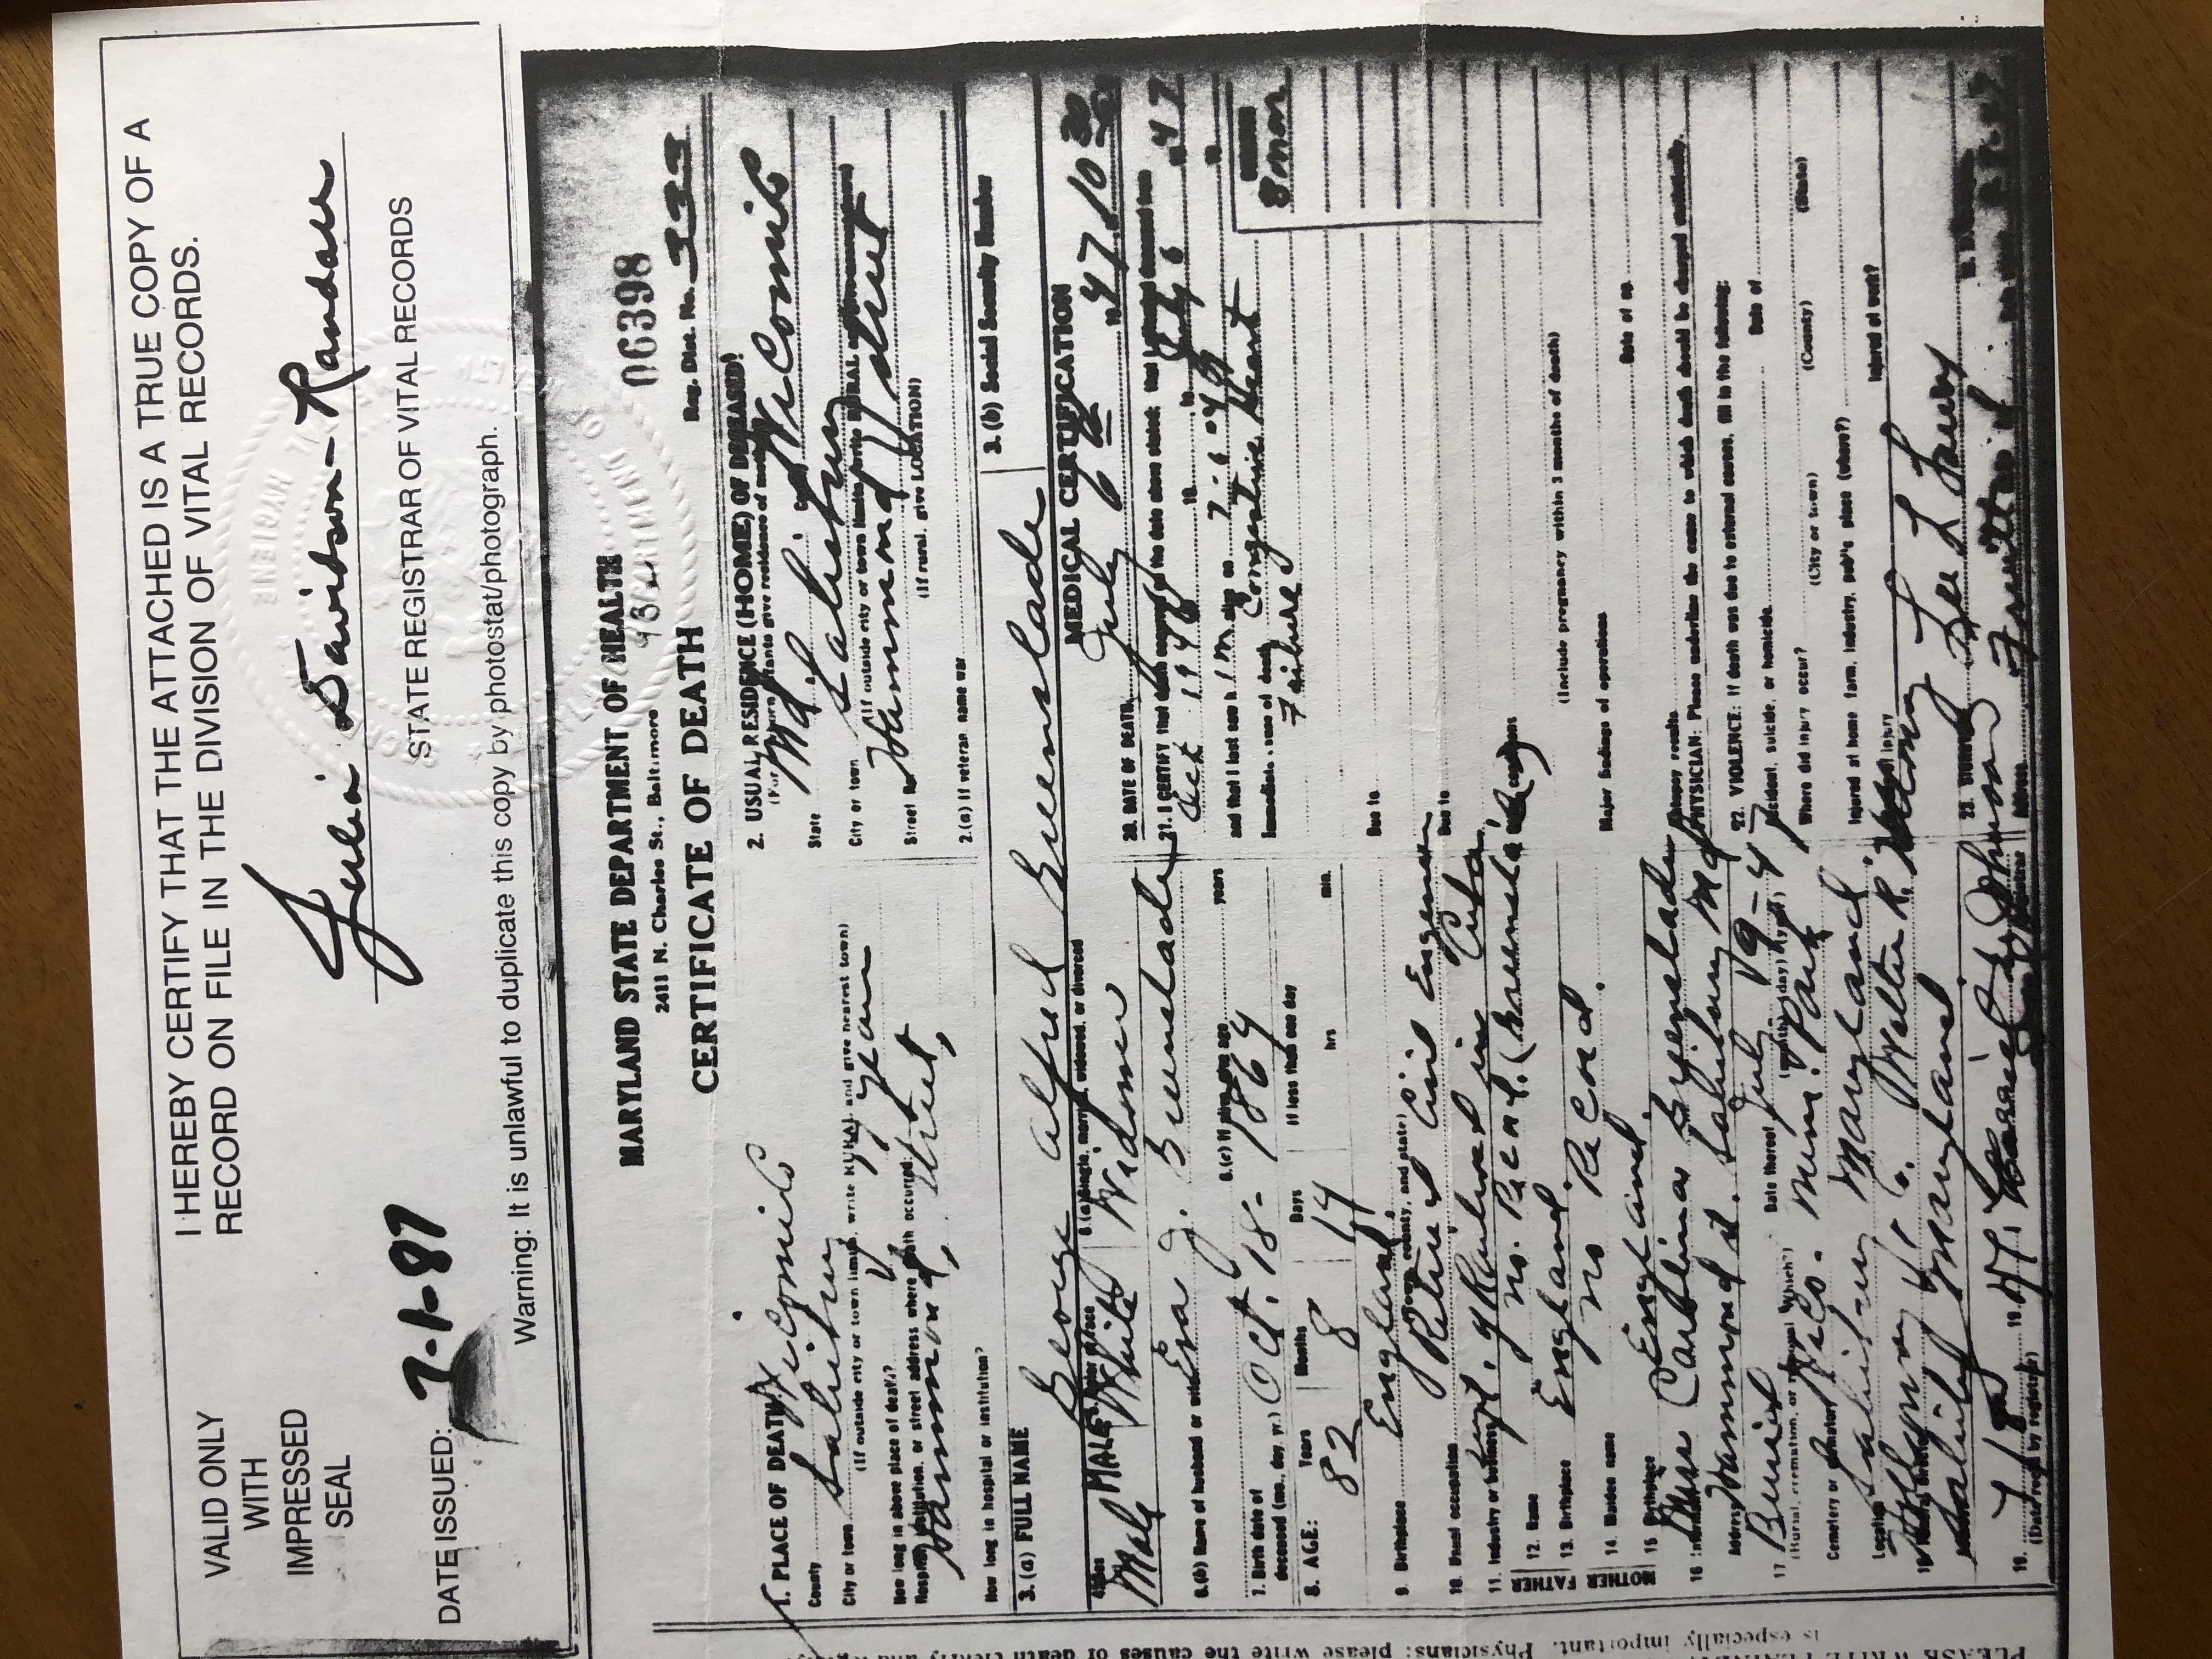 I HEREBY CERTIFY THAT THE ATTACHED IS A TRUE COPY OF A
RECORD ON FILE IN THE DIVISION OF VITAL RECORDS.
VALID ONLY
WITH
IMPRESSED
SEAL
Julia Davidson-Randall
STATE REGISTRAR OF VITAL RECORDS
DATE ISSUED: 7-1-87
Warning: It is unlawful to duplicate this copy by photostat/photograph.
MARYLAND STATE DEPARTMENT OF HEALTH
2411 N. Charles St., Baltimore
06398
CERTIFICATE OF DEATH
Reg. Dist. No. 333
1. PLACE OF DEATH:
County Wicomico
City or town Salisbury
(If outside city or town limits, write RURAL and give nearest town)
How long in above place of death? years
Hospital, institution, or street address where death occurred:
Hammond, Street,
How long in hospital or institution?
2. USUAL RESIDENCE (HOME) OF DECEASED:
(For newborn infants give residence of mother)
State Md. County Wicomico
City or town Salisbury
(If outside city or town limits, write RURAL and give nearest town)
Street No. Hammond Street
(If rural, give LOCATION)
2.(a) If veteran name war
3. (a) FULL NAME
George Alfred Greenslade
3. (b) Social Security Number
4. Sex Male MALE
5. Color or race White
6.(a) Single, married, widowed, or divorced
Widower
6.(b) Name of husband or wife Eva J. Greenslade
6.(c) If alive give age years
7. Birth date of
deceased (mo., day, yr.) Oct. 18- 1864
8. AGE: Years Months Days If less than one day
82 8 14 hrs min.
9. Birthplace England.
(Town, county, and state)
10. Usual occupation Retired Civil Engineer
11. Industry or business Supt. of Railroad in Cuba
FATHER
12. Name no. Record. (Greenslade)
13. Birthplace England.
MOTHER
14. Maiden name no Record.
15 Birthplace England.
16 Informant Miss Carolina Greenslade
Address Hammond st. Salisbury Md
17 Burial Date thereof July 9-47
(Burial, cremation, or removal Which?) (month) (day) (year)
Cemetery or crematory Wico. Mem. Park
Location Salisbury Maryland.
18. Funeral director Holloway Walter R. Holloway
Salisbury Maryland.
19. 7/8 1947. Johnson
(Date rec'd by registrar) Registrar
MEDICAL CERTIFICATION
20. DATE OF DEATH July 6th 1947, 10
21. I CERTIFY, that death occurred on the date above stated; that I attended deceased from
Oct 1946 19 to July 6 1947
and that I last saw him alive on 7-6-47 19
Immediate cause of death Congestive Heart
Failure
8 mon
Due to
Due to
Other conditions
(Include pregnancy within 3 months of death)
Major findings of operations
Date of op.
Autopsy results
PHYSICIAN: Please underline the cause to which death should be charged statistically.
22. VIOLENCE: If death was due to external causes, fill in the following:
Accident, suicide, or homicide Date of
Where did injury occur?
(City or town) (County) (State)
Injured at home farm, industry, public place (where?)
of injury Injured at work?
23. Signature Lee L
Address Fruitland
PLEASE WRITE
is especially important. Physicians: please write the causes of death clearly and